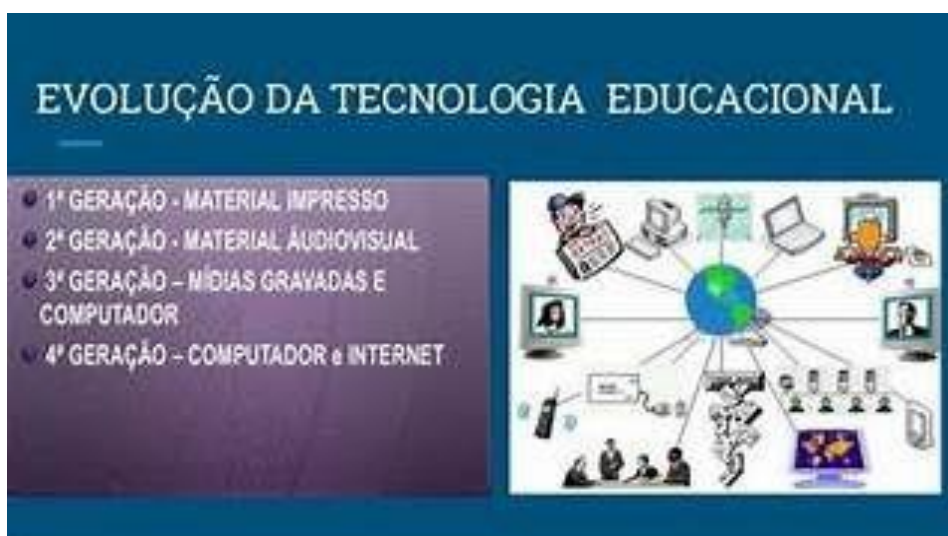 EVOLUÇÃO DA TECNOLOGIA EDUCACIONAL
1ª GERAÇÃO - MATERIAL IMPRESSO
2ª GERAÇÃO - MATERIAL ÁUDIOVISUAL
3ª GERAÇÃO – MÍDIAS GRAVADAS E
COMPUTADOR
4ª GERAÇÃO – COMPUTADOR e INTERNET